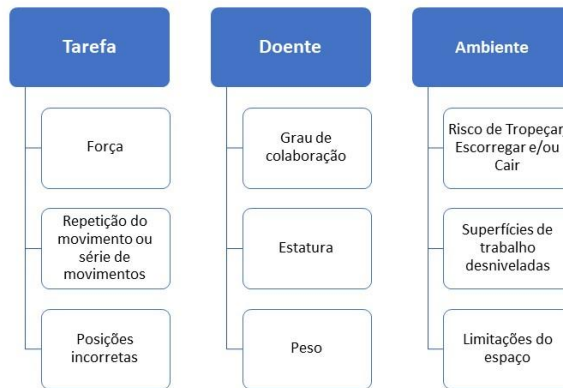 Tarefa
Força
Repetição do
movimento ou
série de
movimentos
Posições
incorretas
Doente
Grau de
colaboração
Estatura
Peso
Ambiente
Risco de Tropeçar,
Escorregar e/ou
Cair
Superfícies de
trabalho
desniveladas
Limitações do
espaço